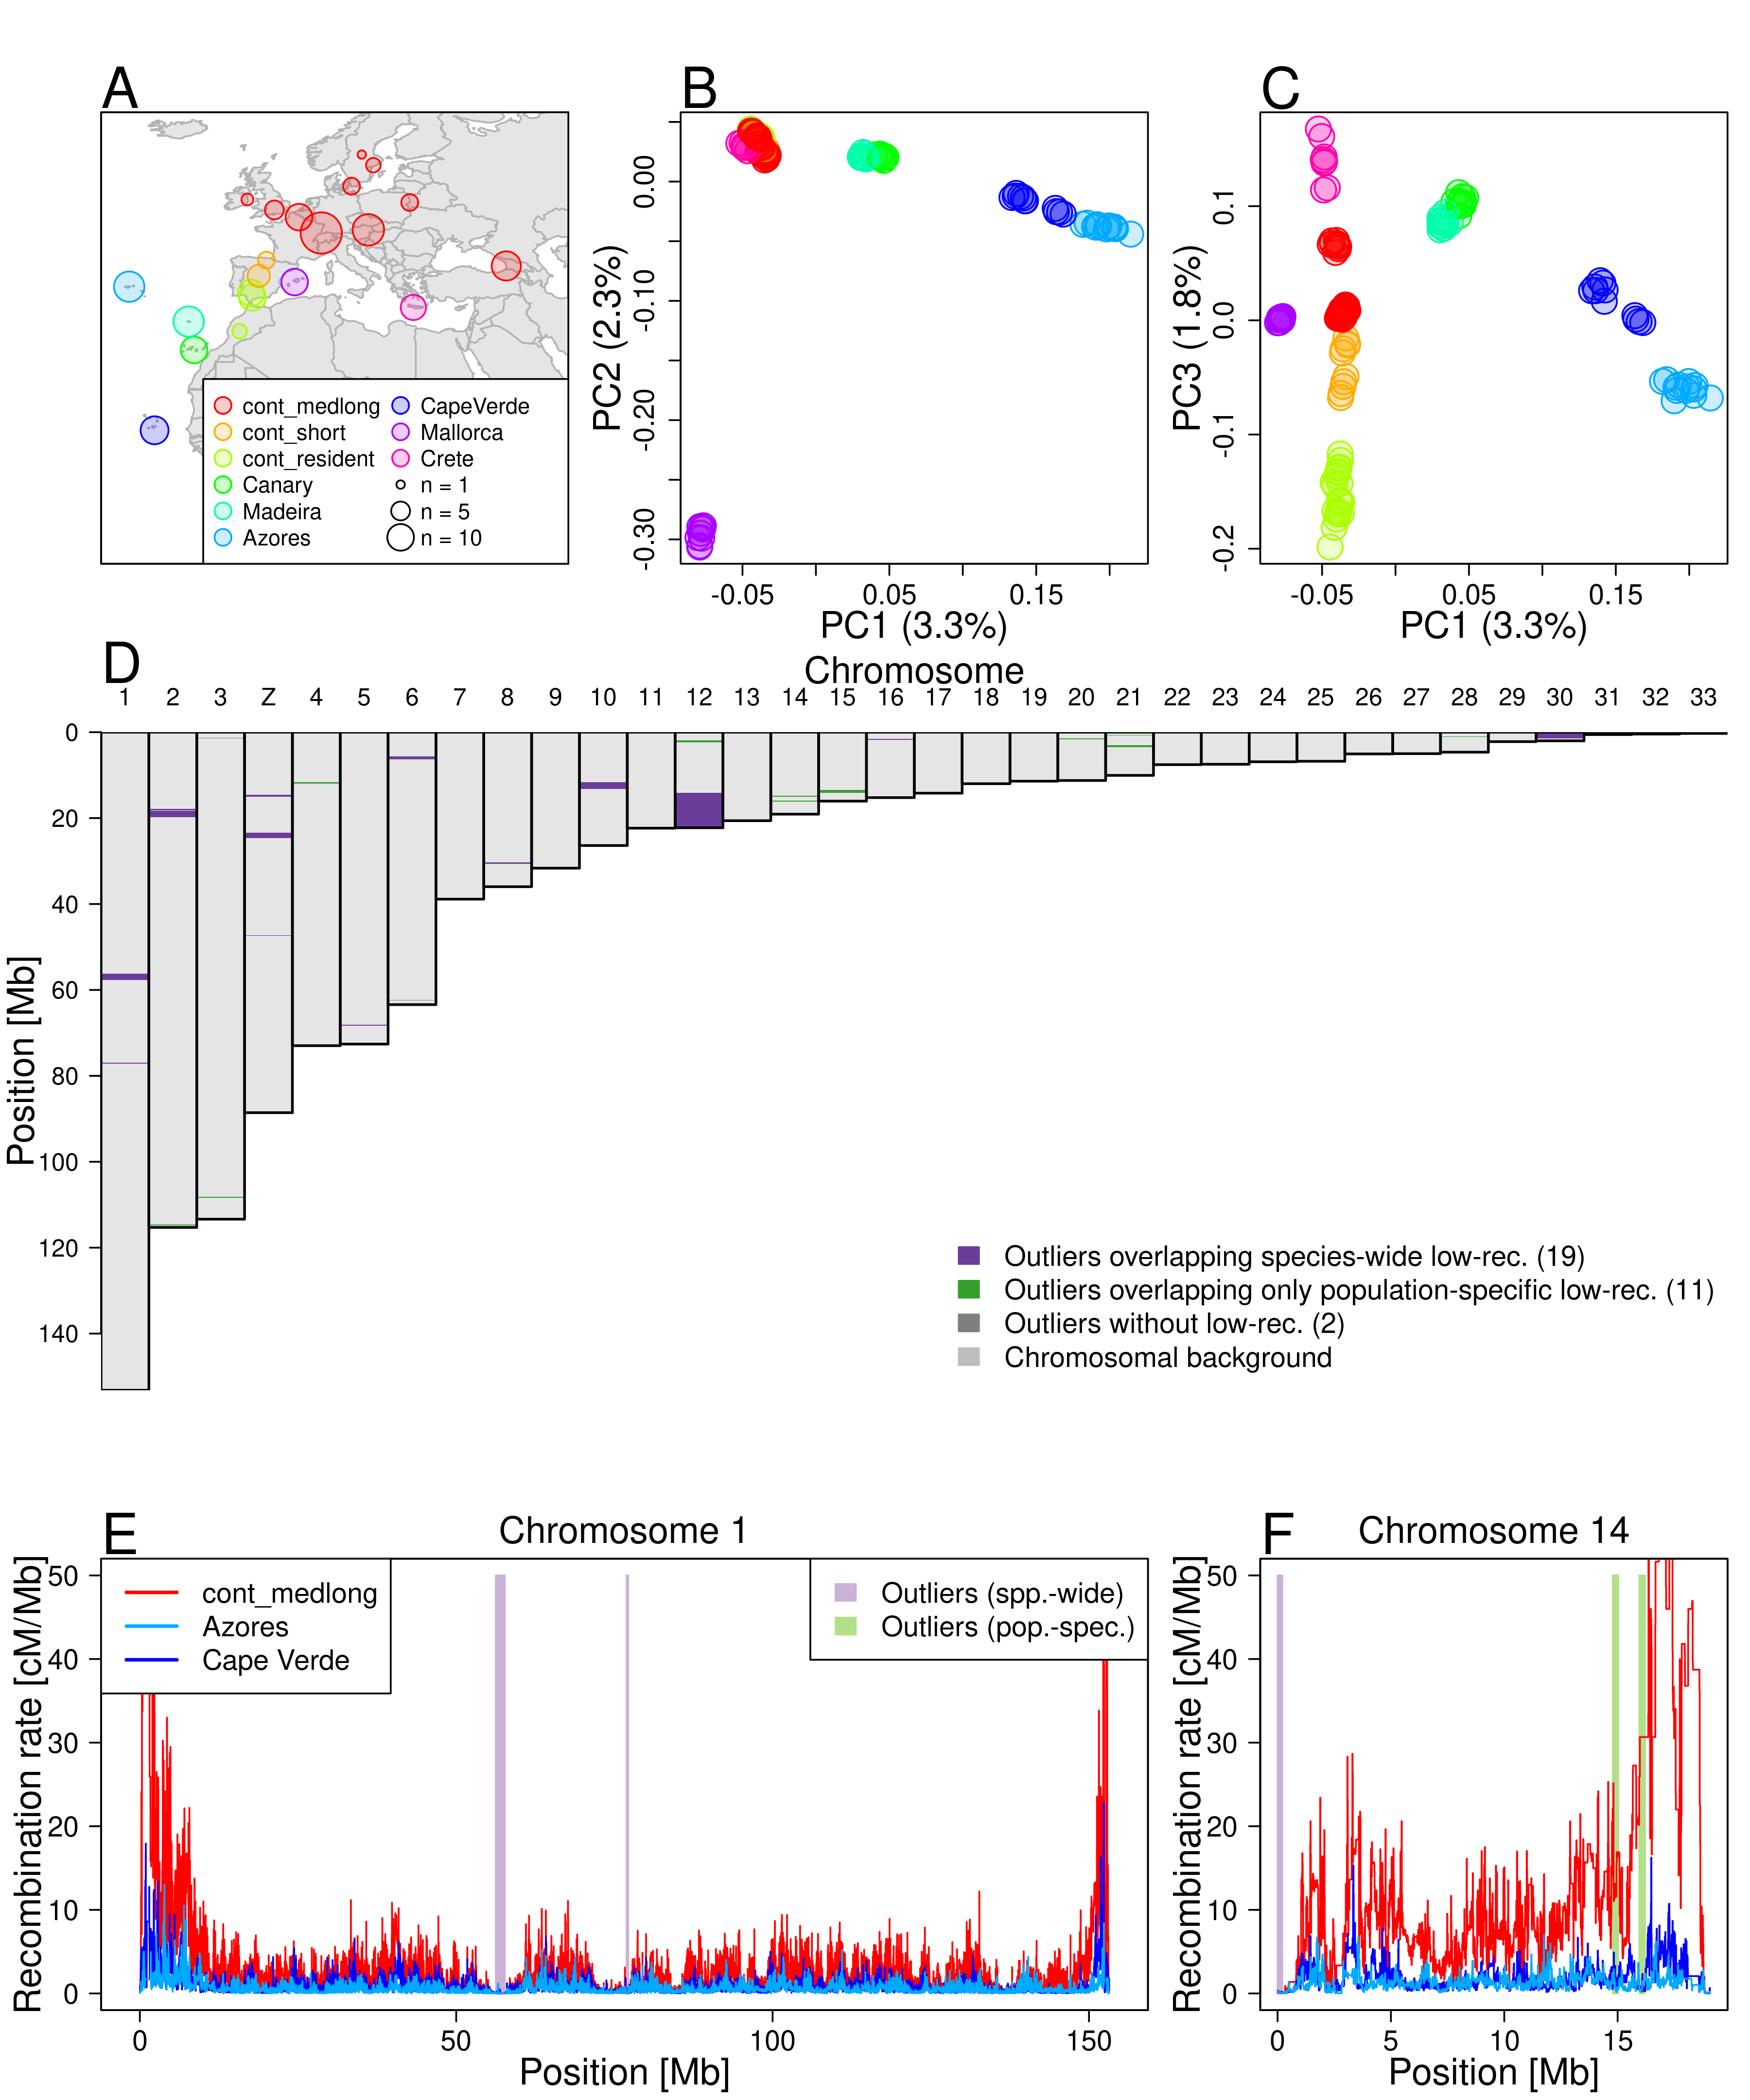 A
B
C
cont_medlong
cont_short
cont_resident
Canary
Madeira
Azores
CapeVerde
Mallorca
Crete
n = 1
n = 5
n = 10
PC2 (2.3%)
0.00
-0.10
-0.20
-0.30
-0.05
0.05
0.15
PC1 (3.3%)
PC3 (1.8%)
0.1
0.0
-0.1
-0.2
-0.05
0.05
0.15
PC1 (3.3%)
D
Chromosome
1 2 3 Z 4 5 6 7 8 9 10 11 12 13 14 15 16 17 18 19 20 21 22 23 24 25 26 27 28 29 30 31 32 33
Position [Mb]
0
20
40
60
80
100
120
140
Outliers overlapping species-wide low-rec. (19)
Outliers overlapping only population-specific low-rec. (11)
Outliers without low-rec. (2)
Chromosomal background
E
Chromosome 1
Recombination rate [cM/Mb]
50
40
30
20
10
0
cont_medlong
Azores
Cape Verde
Outliers (spp.-wide)
Outliers (pop.-spec.)
0
50
100
150
Position [Mb]
F
Chromosome 14
Recombination rate [cM/Mb]
50
40
30
20
10
0
0
5
10
15
Position [Mb]